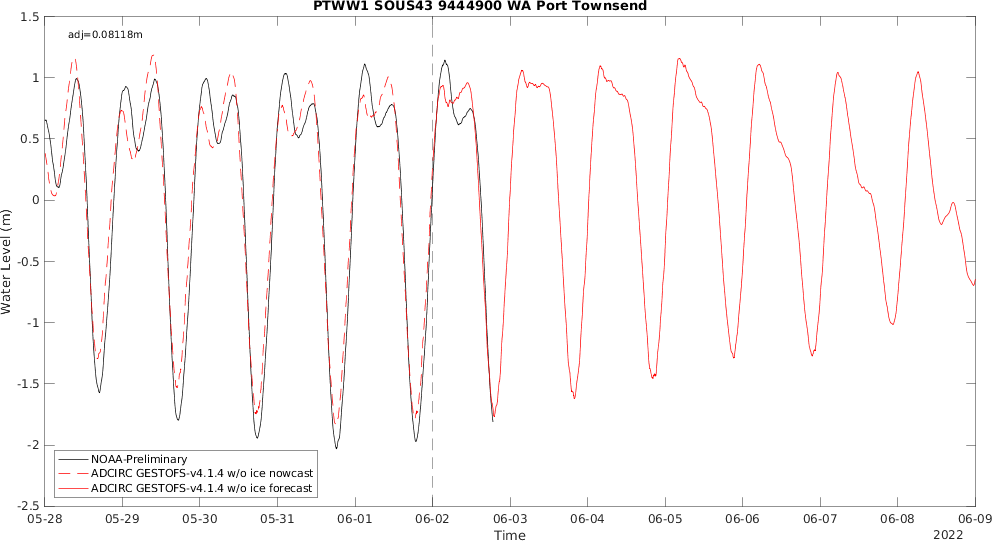 PTWW1 SOUS43 9444900 WA Port Townsend
adj=0.08118m
1.5
1
0.5
0
-0.5
-1
-1.5
-2
-2.5
Water Level (m)
NOAA-Preliminary
ADCIRC GESTOFS-v4.1.4 w/o ice nowcast
ADCIRC GESTOFS-v4.1.4 w/o ice forecast
05-28 05-29 05-30 05-31 06-01 06-02 06-03 06-04 06-05 06-06 06-07 06-08 06-09
Time
2022